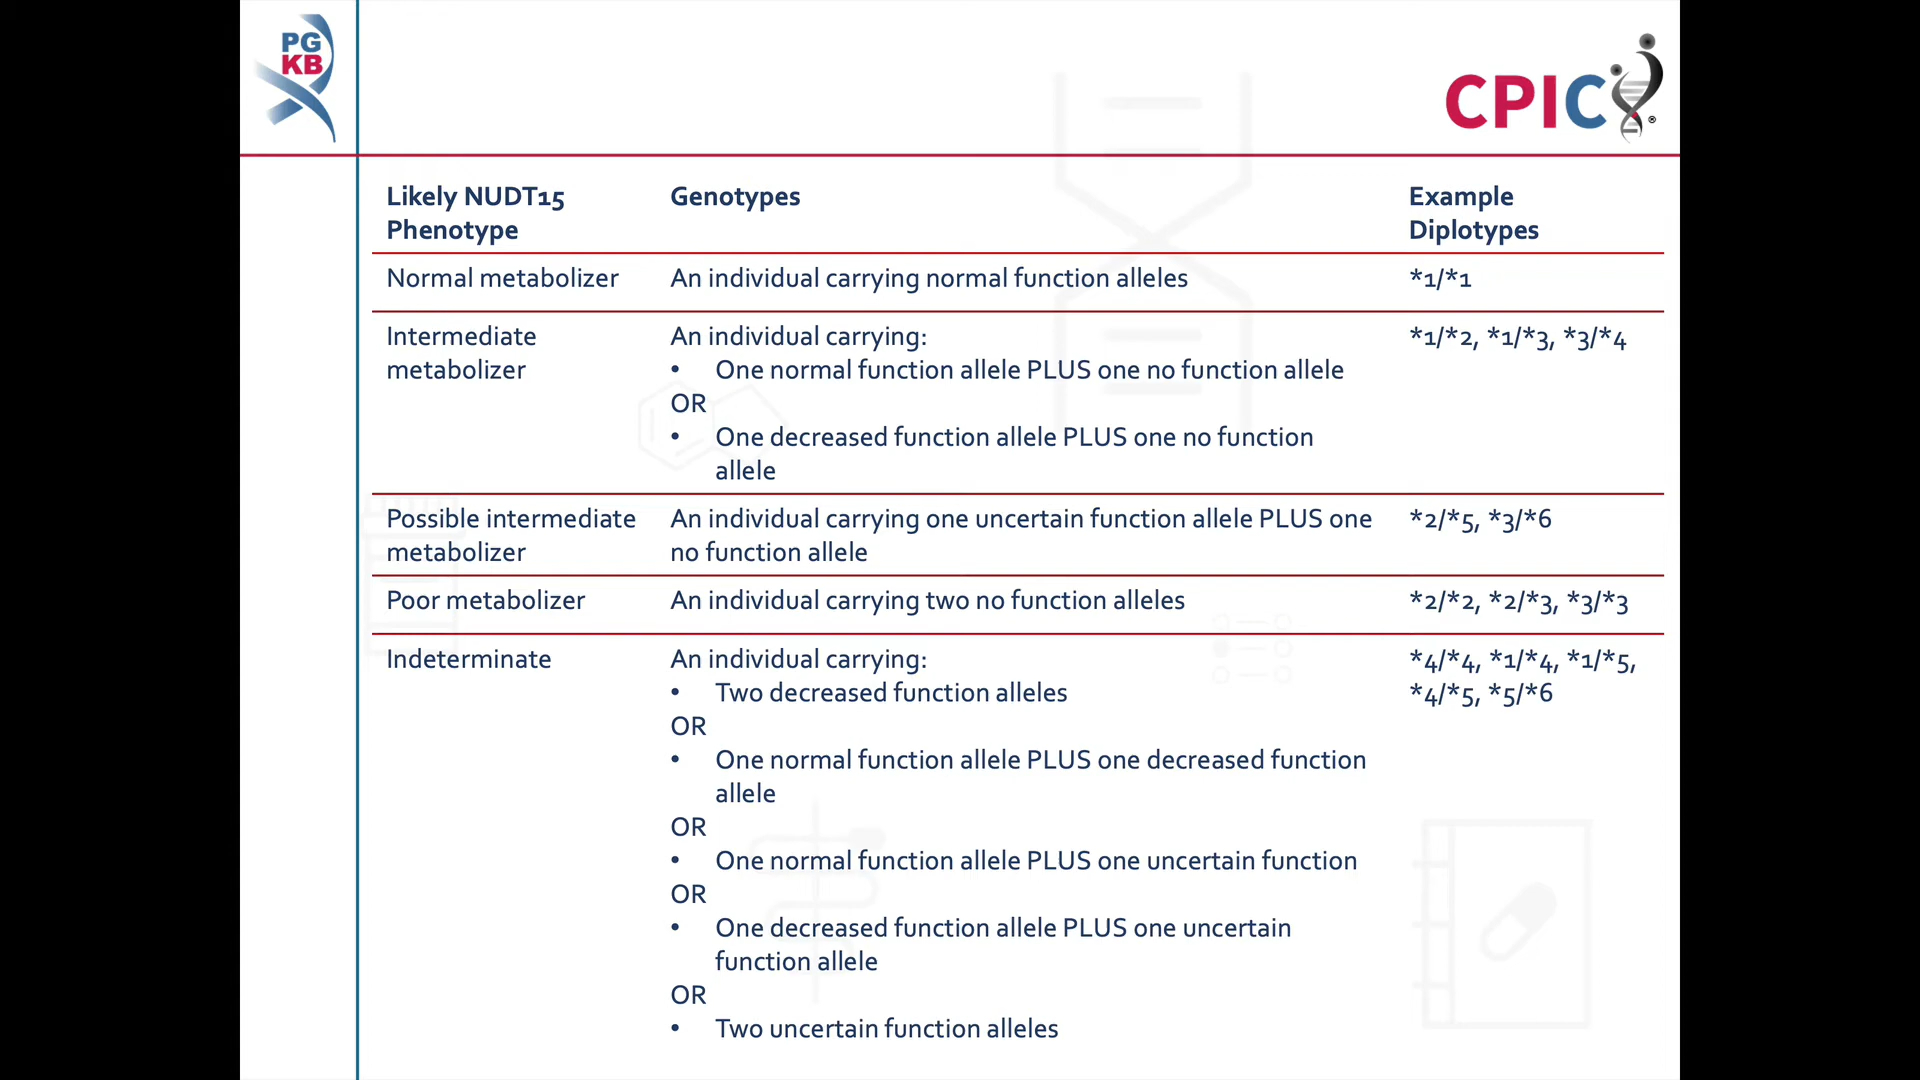 PG
KB
CPIC®
Likely NUDT15
Phenotype
Genotypes
Example
Diplotypes
Normal metabolizer
An individual carrying normal function alleles
*1/*1
Intermediate
metabolizer
An individual carrying:
• One normal function allele PLUS one no function allele
OR
• One decreased function allele PLUS one no function
allele
*1/*2, *1/*3, *3/*4
Possible intermediate
metabolizer
An individual carrying one uncertain function allele PLUS one
no function allele
*2/*5, *3/*6
Poor metabolizer
An individual carrying two no function alleles
*2/*2, *2/*3, *3/*3
Indeterminate
An individual carrying:
• Two decreased function alleles
OR
• One normal function allele PLUS one decreased function
allele
OR
• One normal function allele PLUS one uncertain function
OR
• One decreased function allele PLUS one uncertain
function allele
OR
• Two uncertain function alleles
*4/*4, *1/*4, *1/*5,
*4/*5, *5/*6